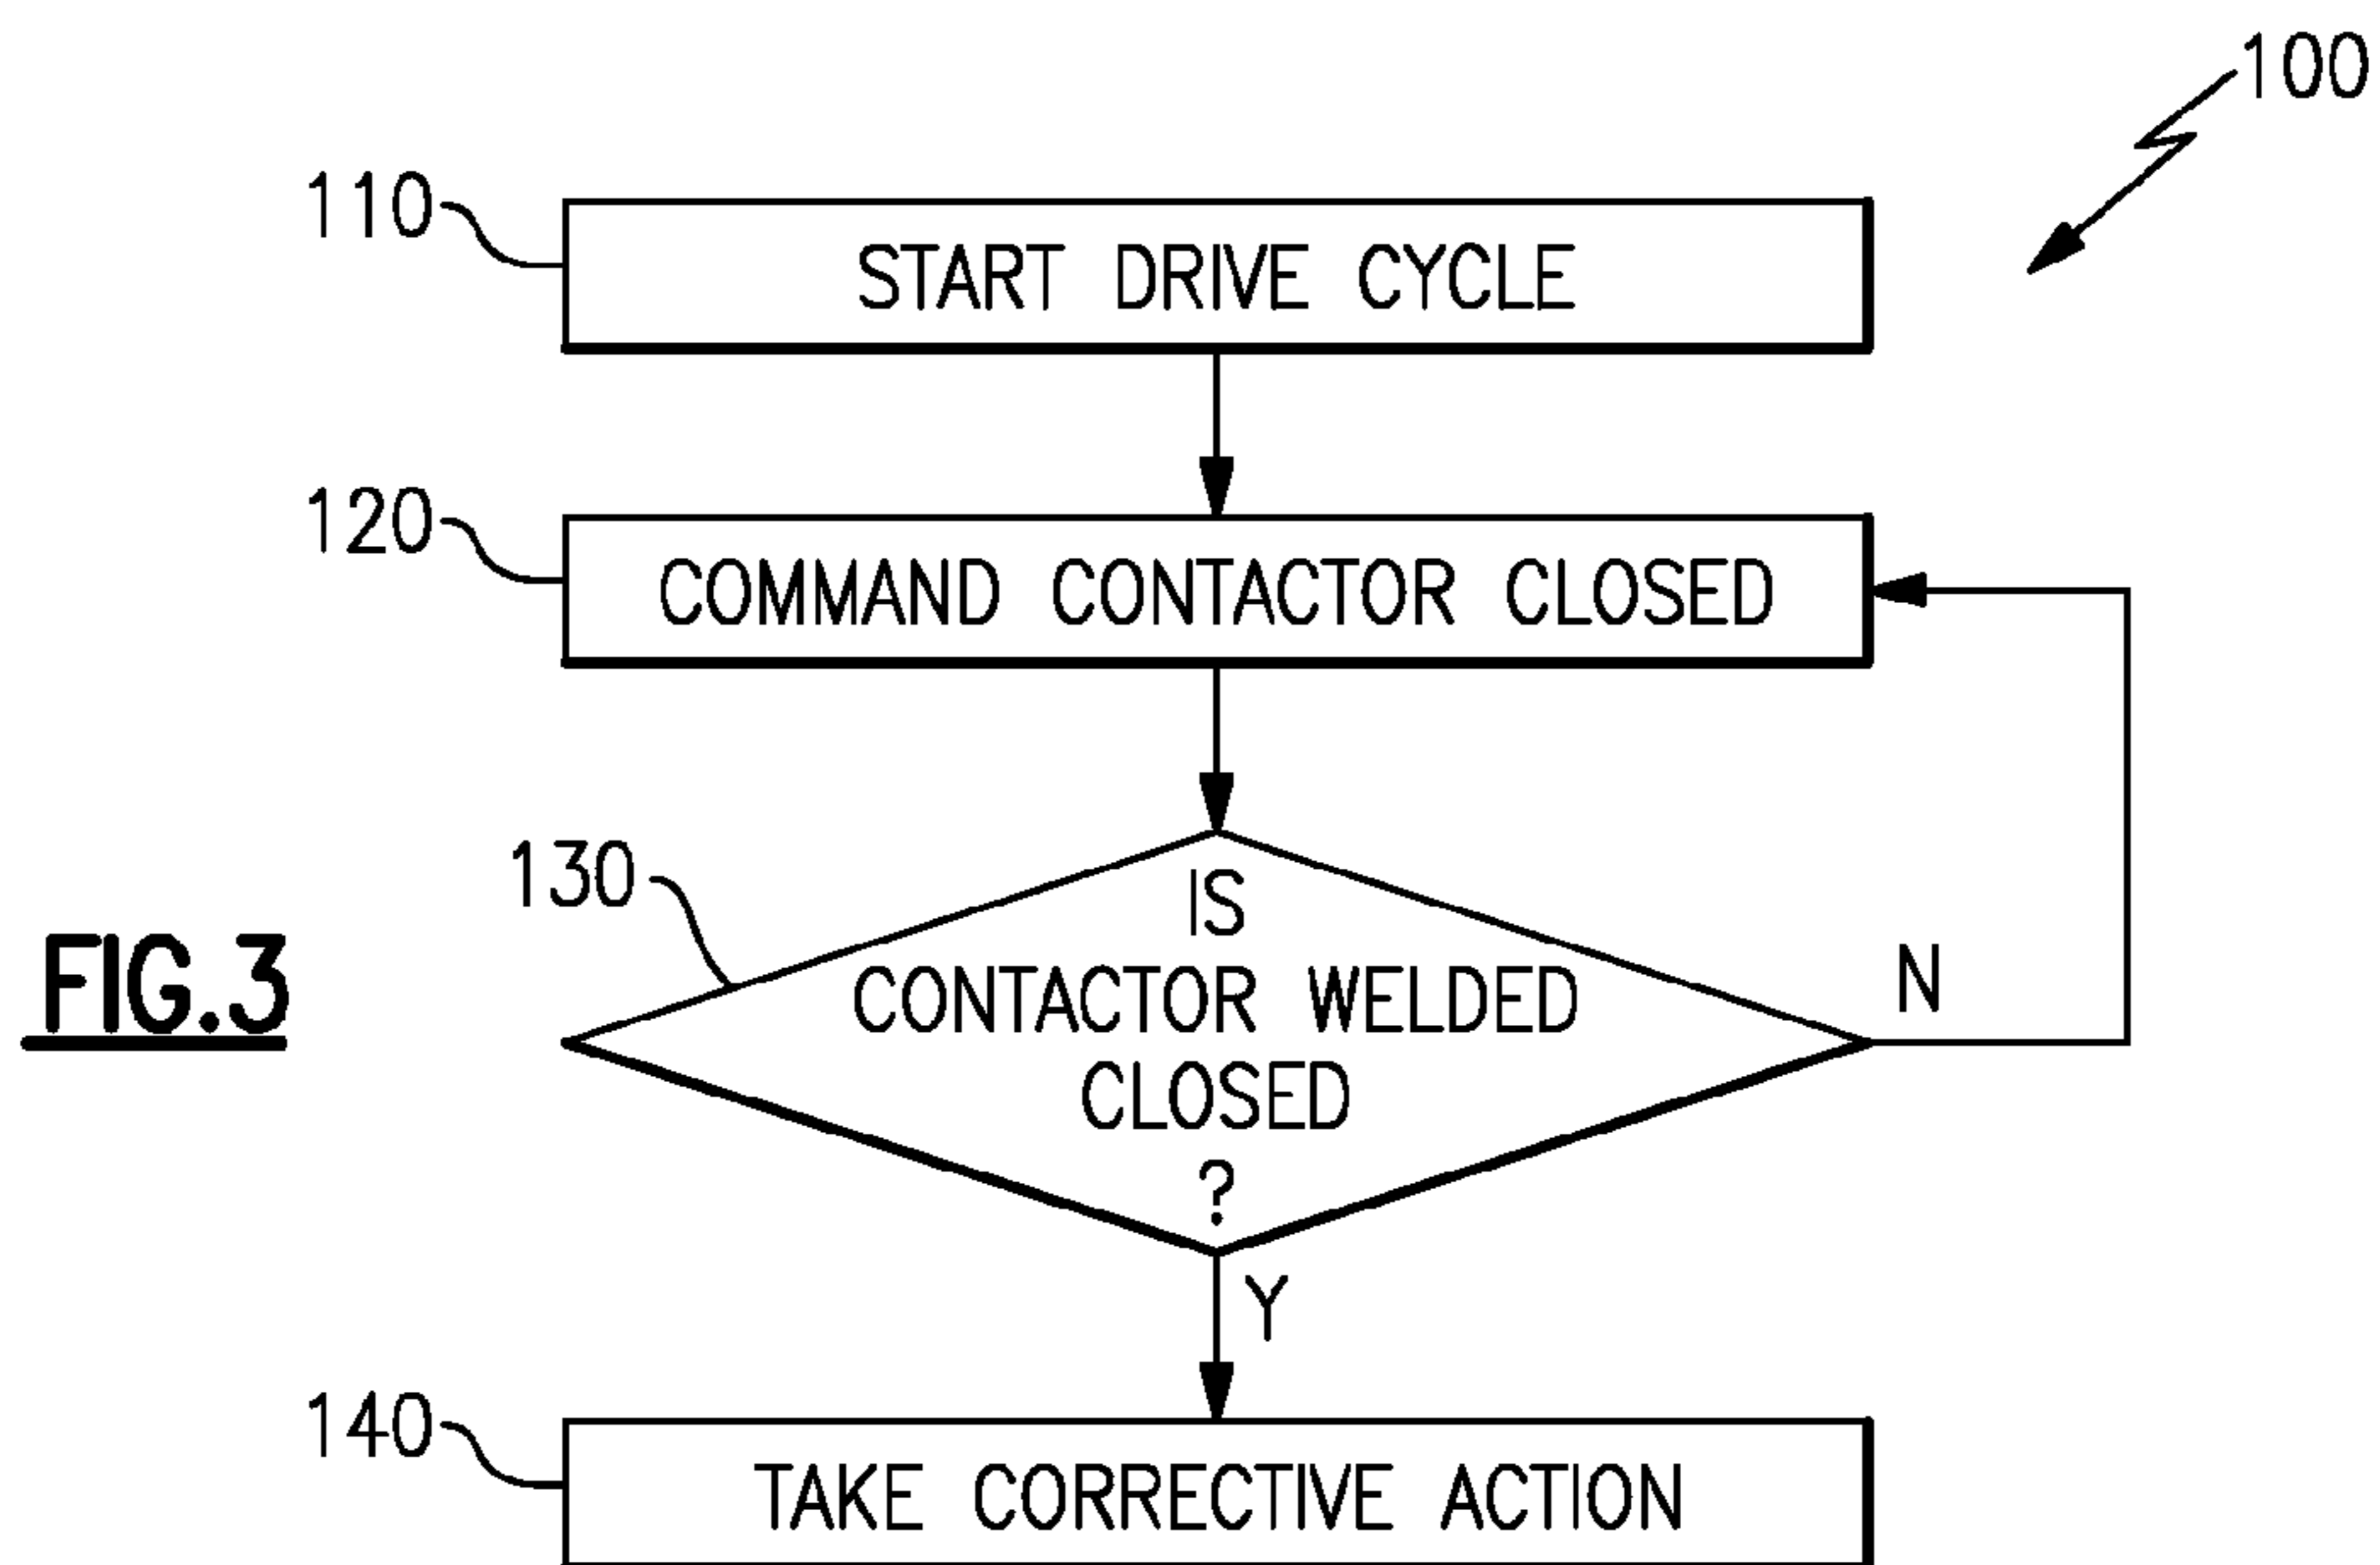 100
110
START DRIVE CYCLE
120
COMMAND CONTACTOR CLOSED
130
IS
CONTACTOR WELDED
CLOSED
?
N
FIG.3
Y
140
TAKE CORRECTIVE ACTION